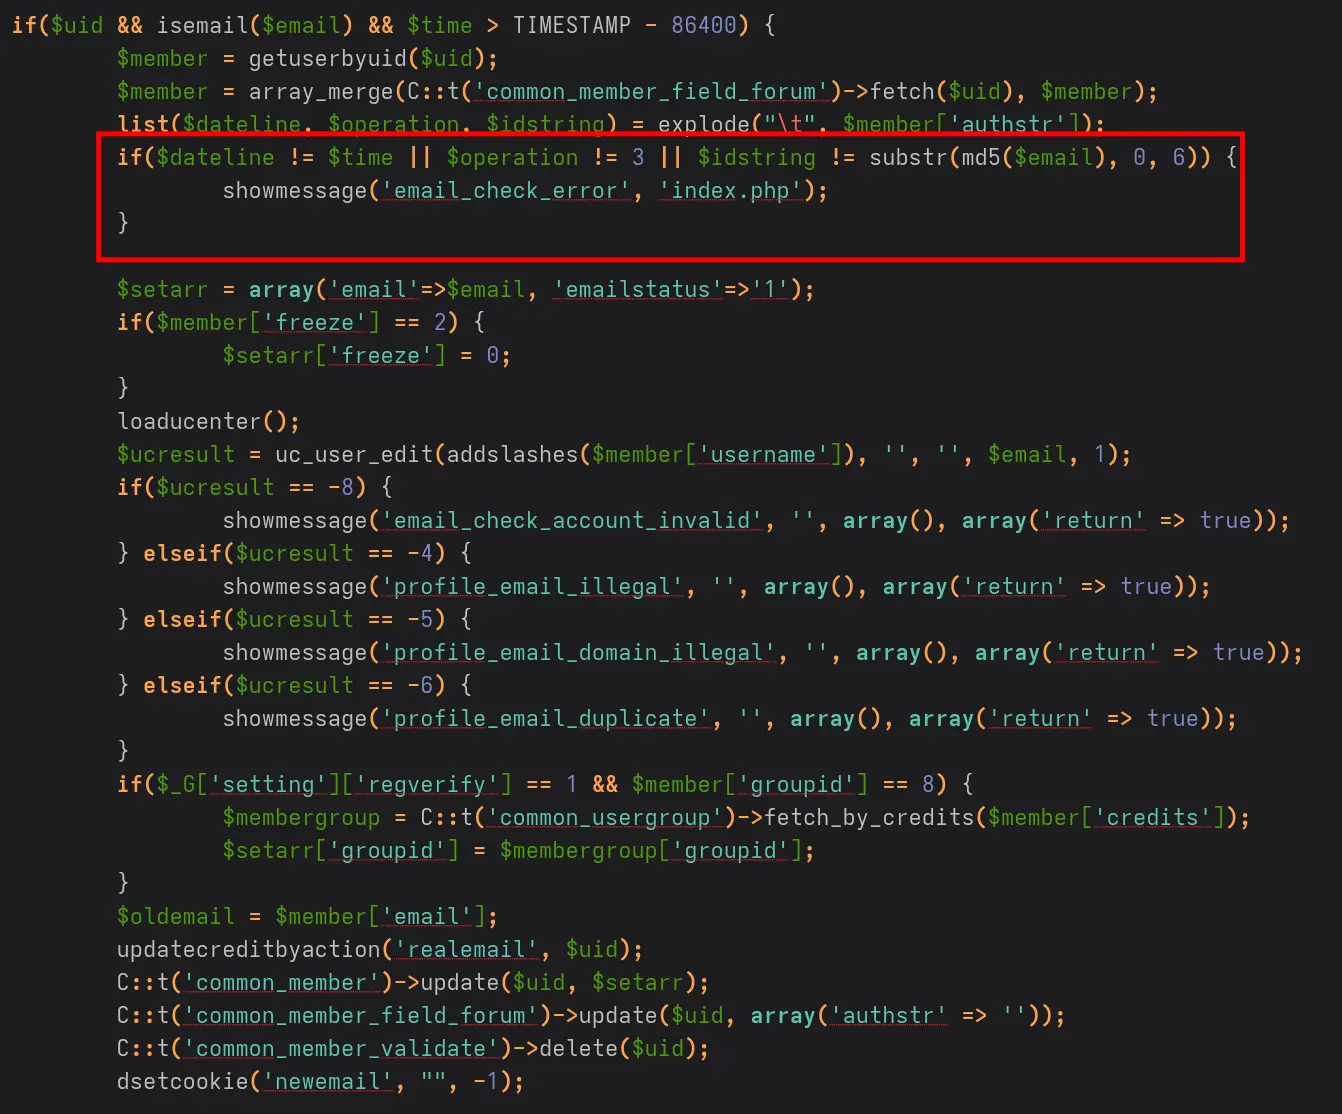 if($uid && isemail($email) && $time > TIMESTAMP - 86400) {
$member = getuserbyuid($uid);
$member = array_merge(C::t('common_member_field_forum')->fetch($uid), $member);
list($dateline, $operation, $idstring) = explode("\t", $member['authstr']);
if($dateline != $time || $operation != 3 || $idstring != substr(md5($email), 0, 6)) {
showmessage('email_check_error', 'index.php');
}
$setarr = array('email'=>$email, 'emailstatus'=>'1');
if($member['freeze'] == 2) {
$setarr['freeze'] = 0;
}
loaducenter();
$ucresult = uc_user_edit(addslashes($member['username']), '', '', $email, 1);
if($ucresult == -8) {
showmessage('email_check_account_invalid', '', array(), array('return' => true));
} elseif($ucresult == -4) {
showmessage('profile_email_illegal', '', array(), array('return' => true));
} elseif($ucresult == -5) {
showmessage('profile_email_domain_illegal', '', array(), array('return' => true));
} elseif($ucresult == -6) {
showmessage('profile_email_duplicate', '', array(), array('return' => true));
}
if($_G['setting']['regverify'] == 1 && $member['groupid'] == 8) {
$membergroup = C::t('common_usergroup')->fetch_by_credits($member['credits']);
$setarr['groupid'] = $membergroup['groupid'];
}
$oldemail = $member['email'];
updatecreditbyaction('realemail', $uid);
C::t('common_member')->update($uid, $setarr);
C::t('common_member_field_forum')->update($uid, array('authstr' => ''));
C::t('common_member_validate')->delete($uid);
dsetcookie('newemail', "", -1);